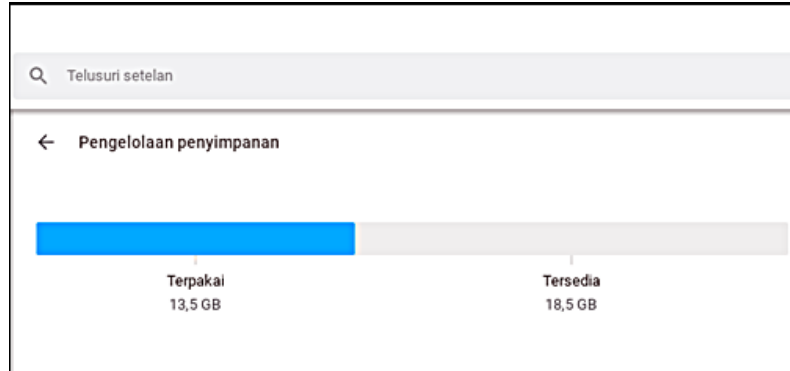 Telusuri setelan
Pengelolaan penyimpanan
Terpakai
13,5 GB
Tersedia
18,5 GB